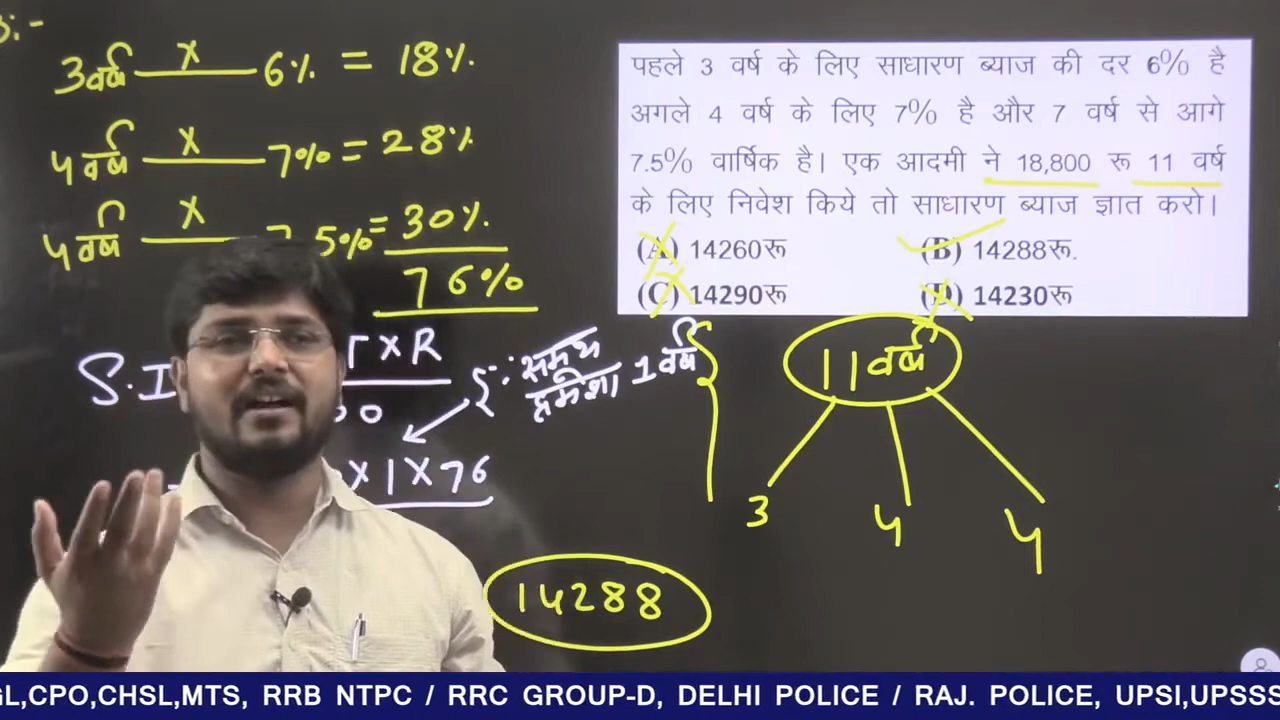 3वर्ष × 6% = 18%
4वर्ष × 7% = 28%
4वर्ष × 5% = 30%
76%
S.I × R
समय हमेशा 1 वर्ष
×1×76
14288
पहले 3 वर्ष के लिए साधारण ब्याज की दर 6% है
अगले 4 वर्ष के लिए 7% है और 7 वर्ष से आगे
7.5% वार्षिक है। एक आदमी ने 18,800 रू 11 वर्ष
के लिए निवेश किये तो साधारण ब्याज ज्ञात करो।
(A) 14260रू (B) 14288रू.
(C) 14290रू (D) 14230रू
11 वर्ष
3 4 4
CPO,CHSL,MTS, RRB NTPC / RRC GROUP-D, DELHI POLICE / RAJ. POLICE, UPSI,